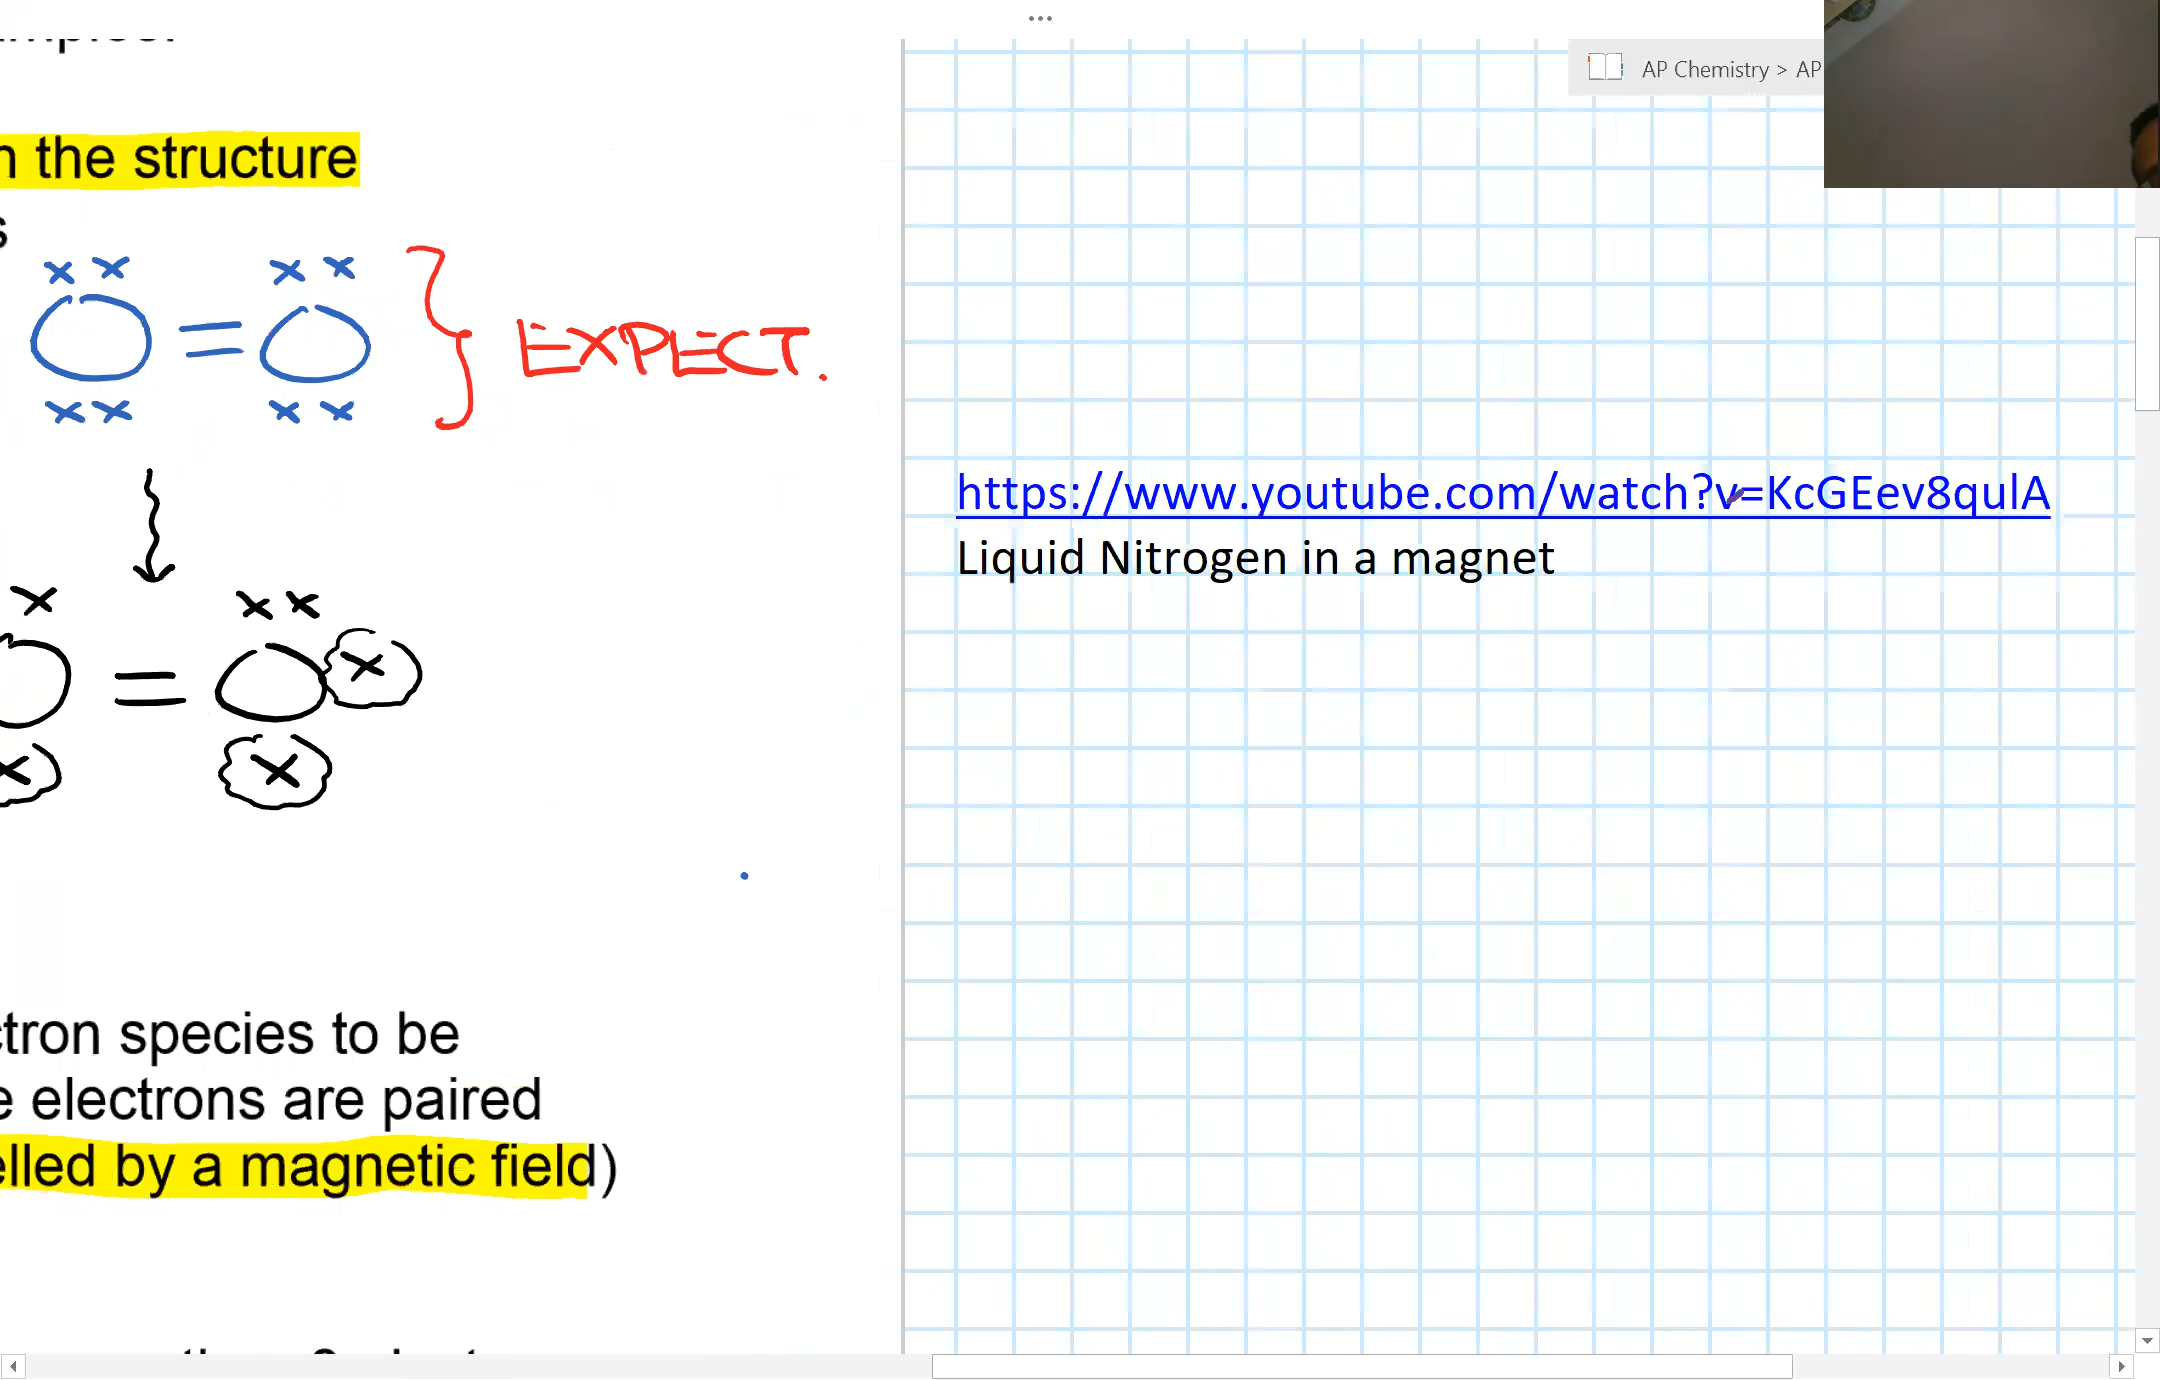 AP Chemistry > AP
n the structure
s
x x x x
O = O } EXPECT.
x x x x
https://www.youtube.com/watch?v=KcGEev8qulA
Liquid Nitrogen in a magnet
x x x
O = O x
x x
tron species to be
e electrons are paired
elled by a magnetic field)